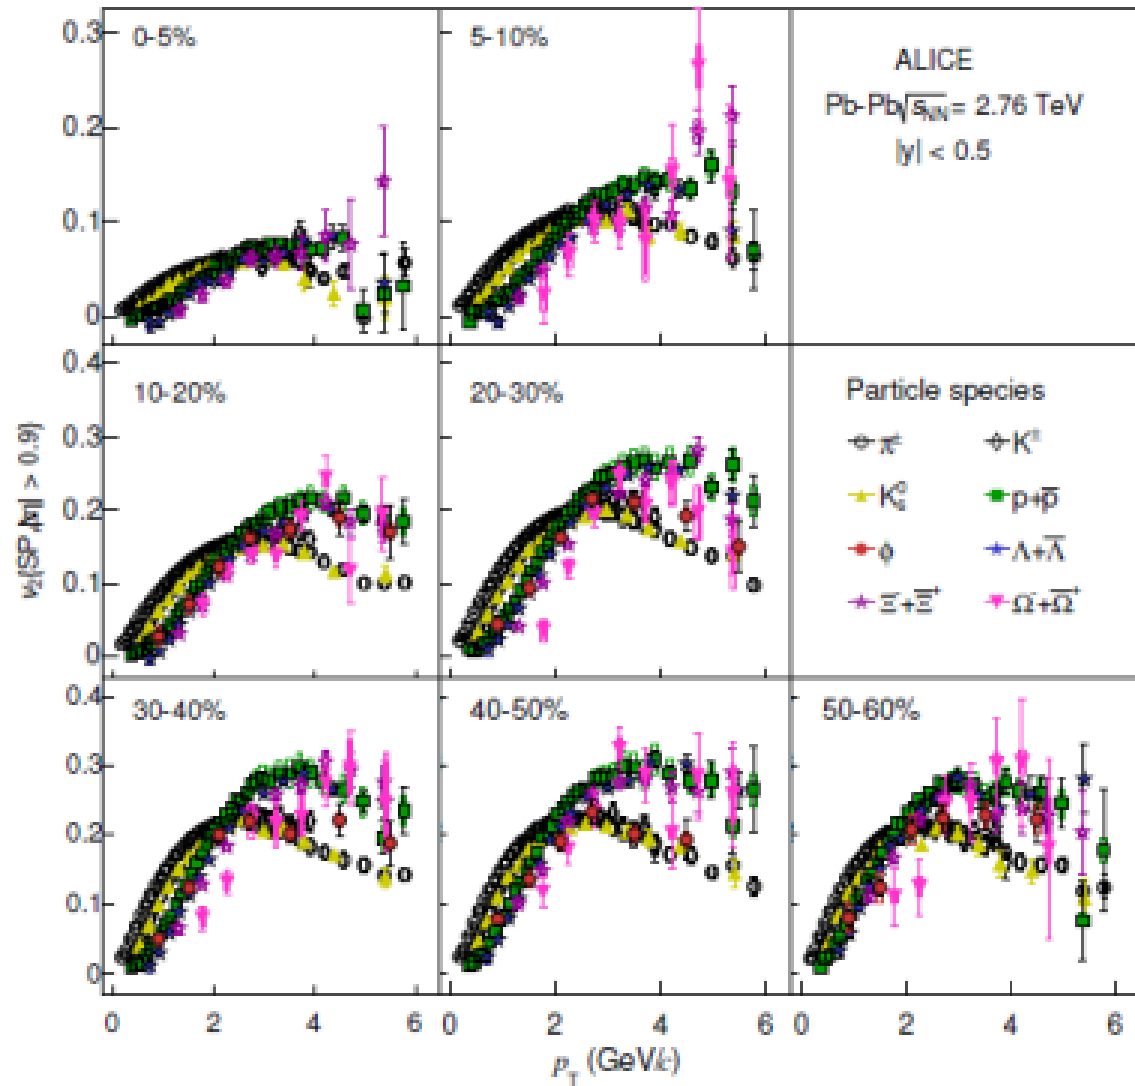 0-5%
5-10%
ALICE
Pb-Pb√s_NN = 2.76 TeV
|y| < 0.5
0.3
0.2
0.1
0
10-20%
20-30%
Particle species
π±
K±
K⁰ₛ
p+p̄
ϕ
Λ+Λ̄
Ξ⁻+Ξ̄⁺
Ω⁻+Ω̄⁺
0.4
0.3
0.2
0.1
0
30-40%
40-50%
50-60%
0.4
0.3
0.2
0.1
0
v₂{SP, |η| > 0.9}
0 2 4 6
0 2 4 6
0 2 4 6
p_T (GeV/c)